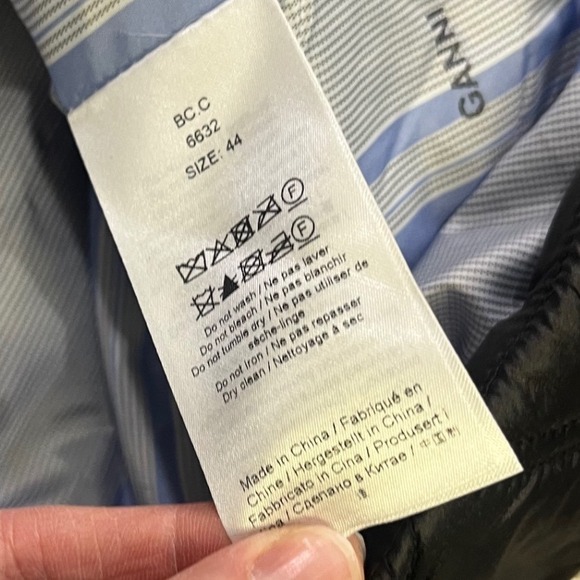 GANNI
BC.C
6632
SIZE: 44
F
F
Do not wash / Ne pas laver
Do not bleach / Ne pas blanchir
Do not tumble dry / Ne pas utiliser de
sèche-linge
Do not iron / Ne pas repasser
Dry clean / Nettoyage à sec
Made in China / Fabriqué en
Chine / Hergestellt in China /
Fabbricato in Cina / Produsert i
/ Сделано в Китае / 中国制